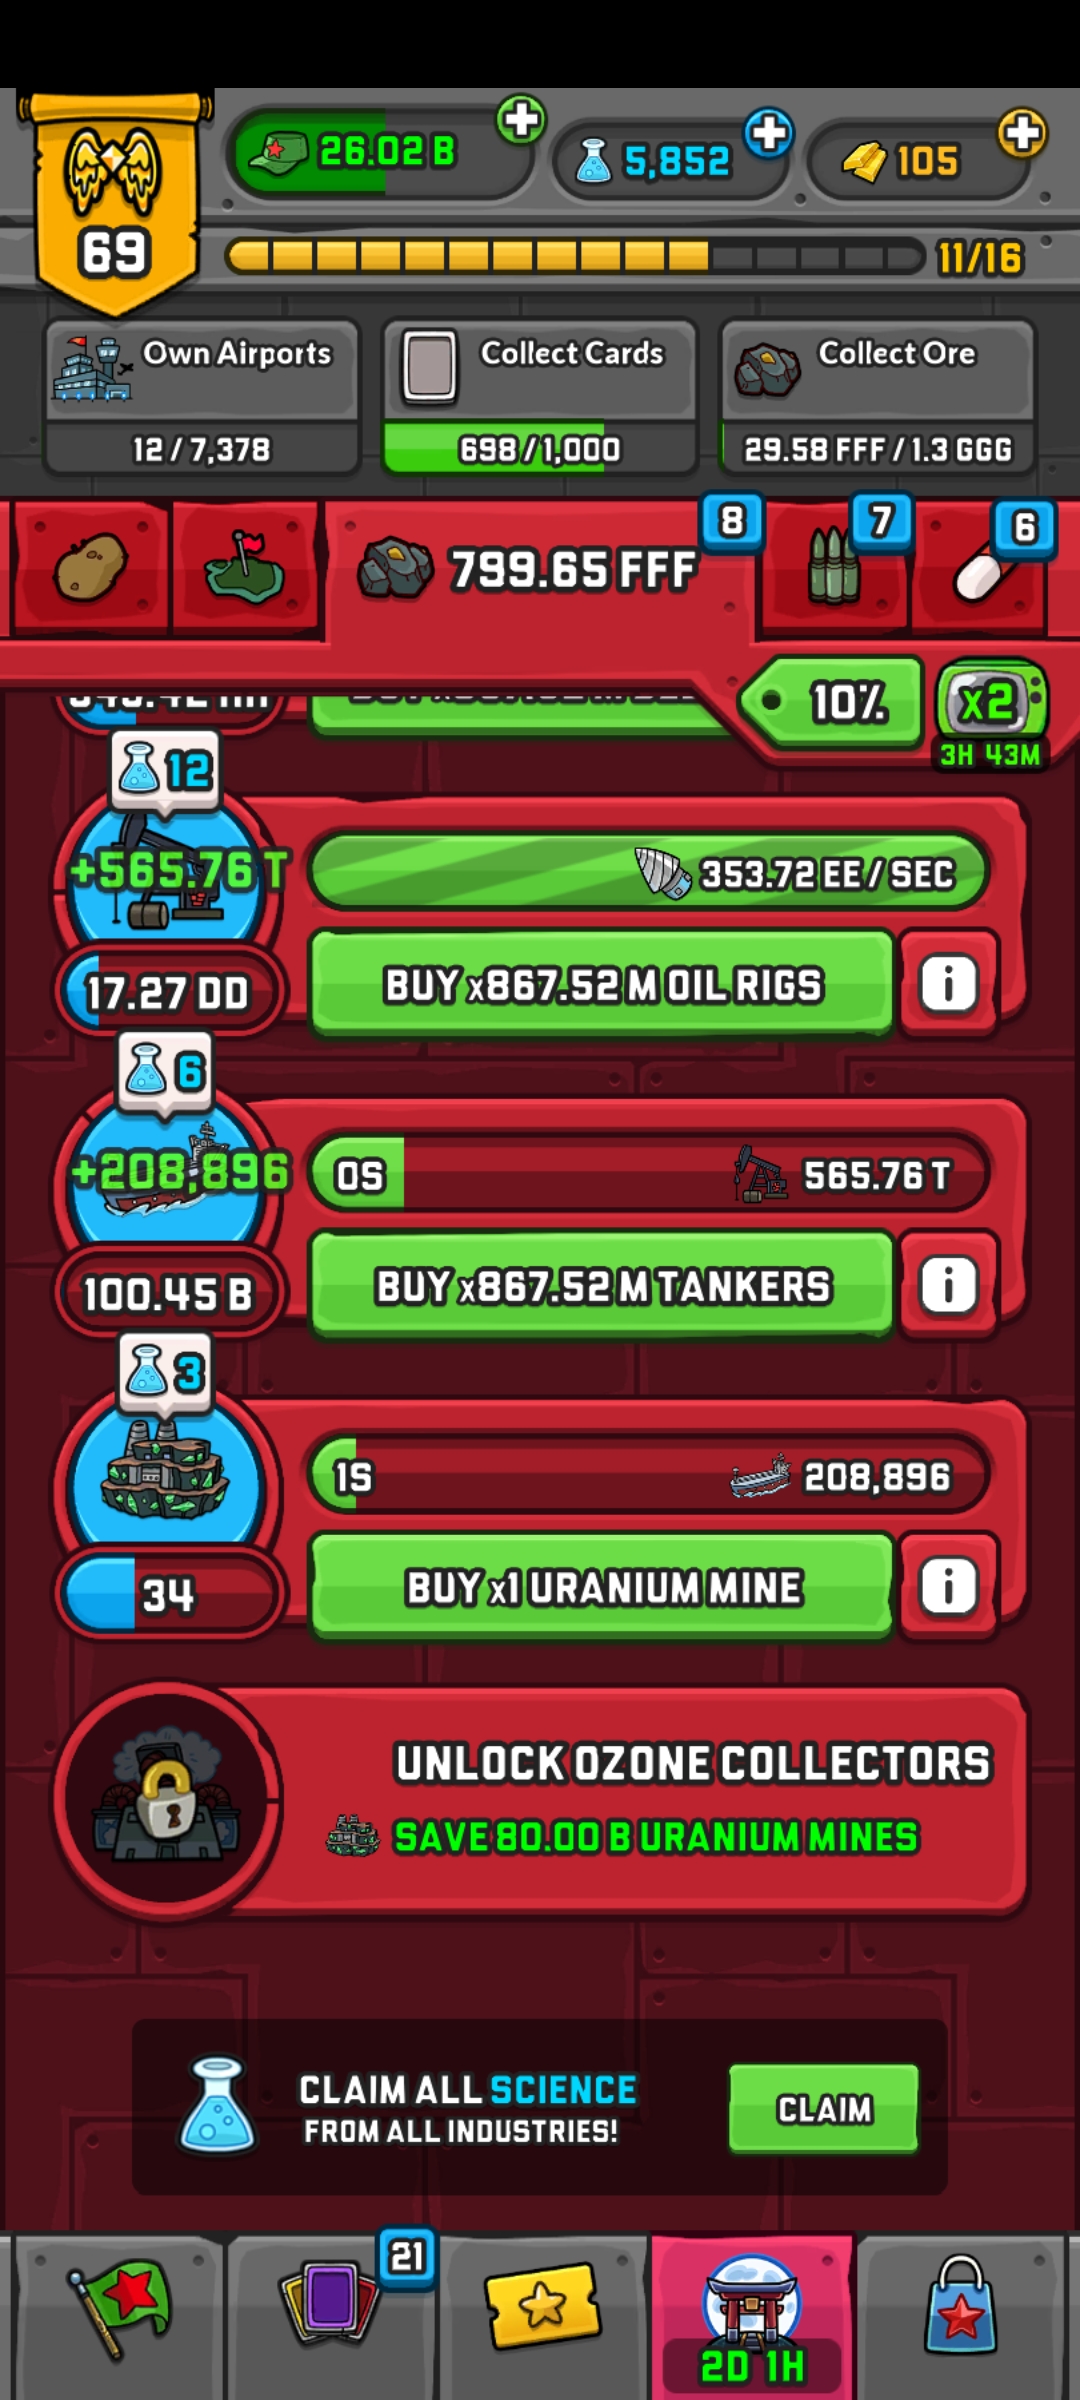 69
26.02 B
5,852
105
11/16
Own Airports
12 / 7,378
Collect Cards
698 / 1,000
Collect Ore
29.58 FFF / 1.3 GGG
799.65 FFF
8
7
6
10%
x2
3H 43M
12
+565.76 T
353.72 EE / SEC
17.27 DD
BUY x867.52 M OIL RIGS
i
6
+208,896
0S
565.76 T
100.45 B
BUY x867.52 M TANKERS
i
3
1S
208,896
34
BUY x1 URANIUM MINE
i
UNLOCK OZONE COLLECTORS
SAVE 80.00 B URANIUM MINES
CLAIM ALL SCIENCE
FROM ALL INDUSTRIES!
CLAIM
21
2D 1H